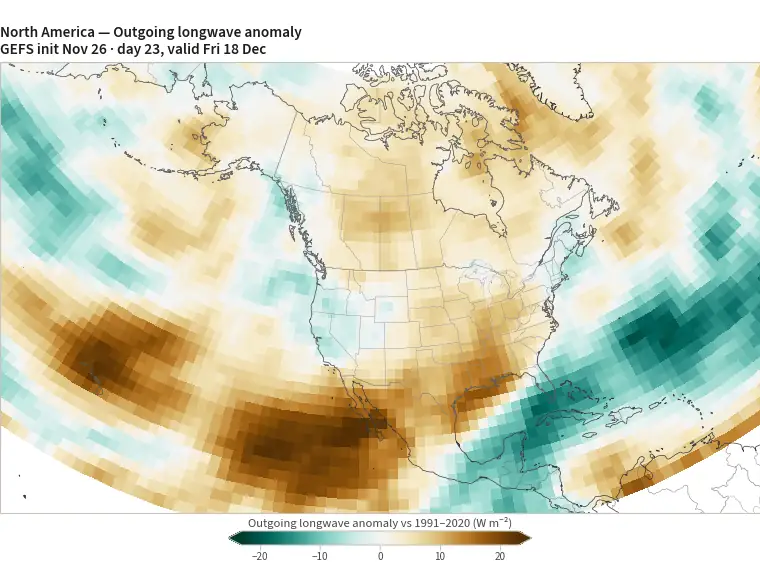 North America — Outgoing longwave anomaly
GEFS init Nov 26 · day 23, valid Fri 18 Dec
Outgoing longwave anomaly vs 1991–2020 (W m⁻²)
−20 −10 0 10 20